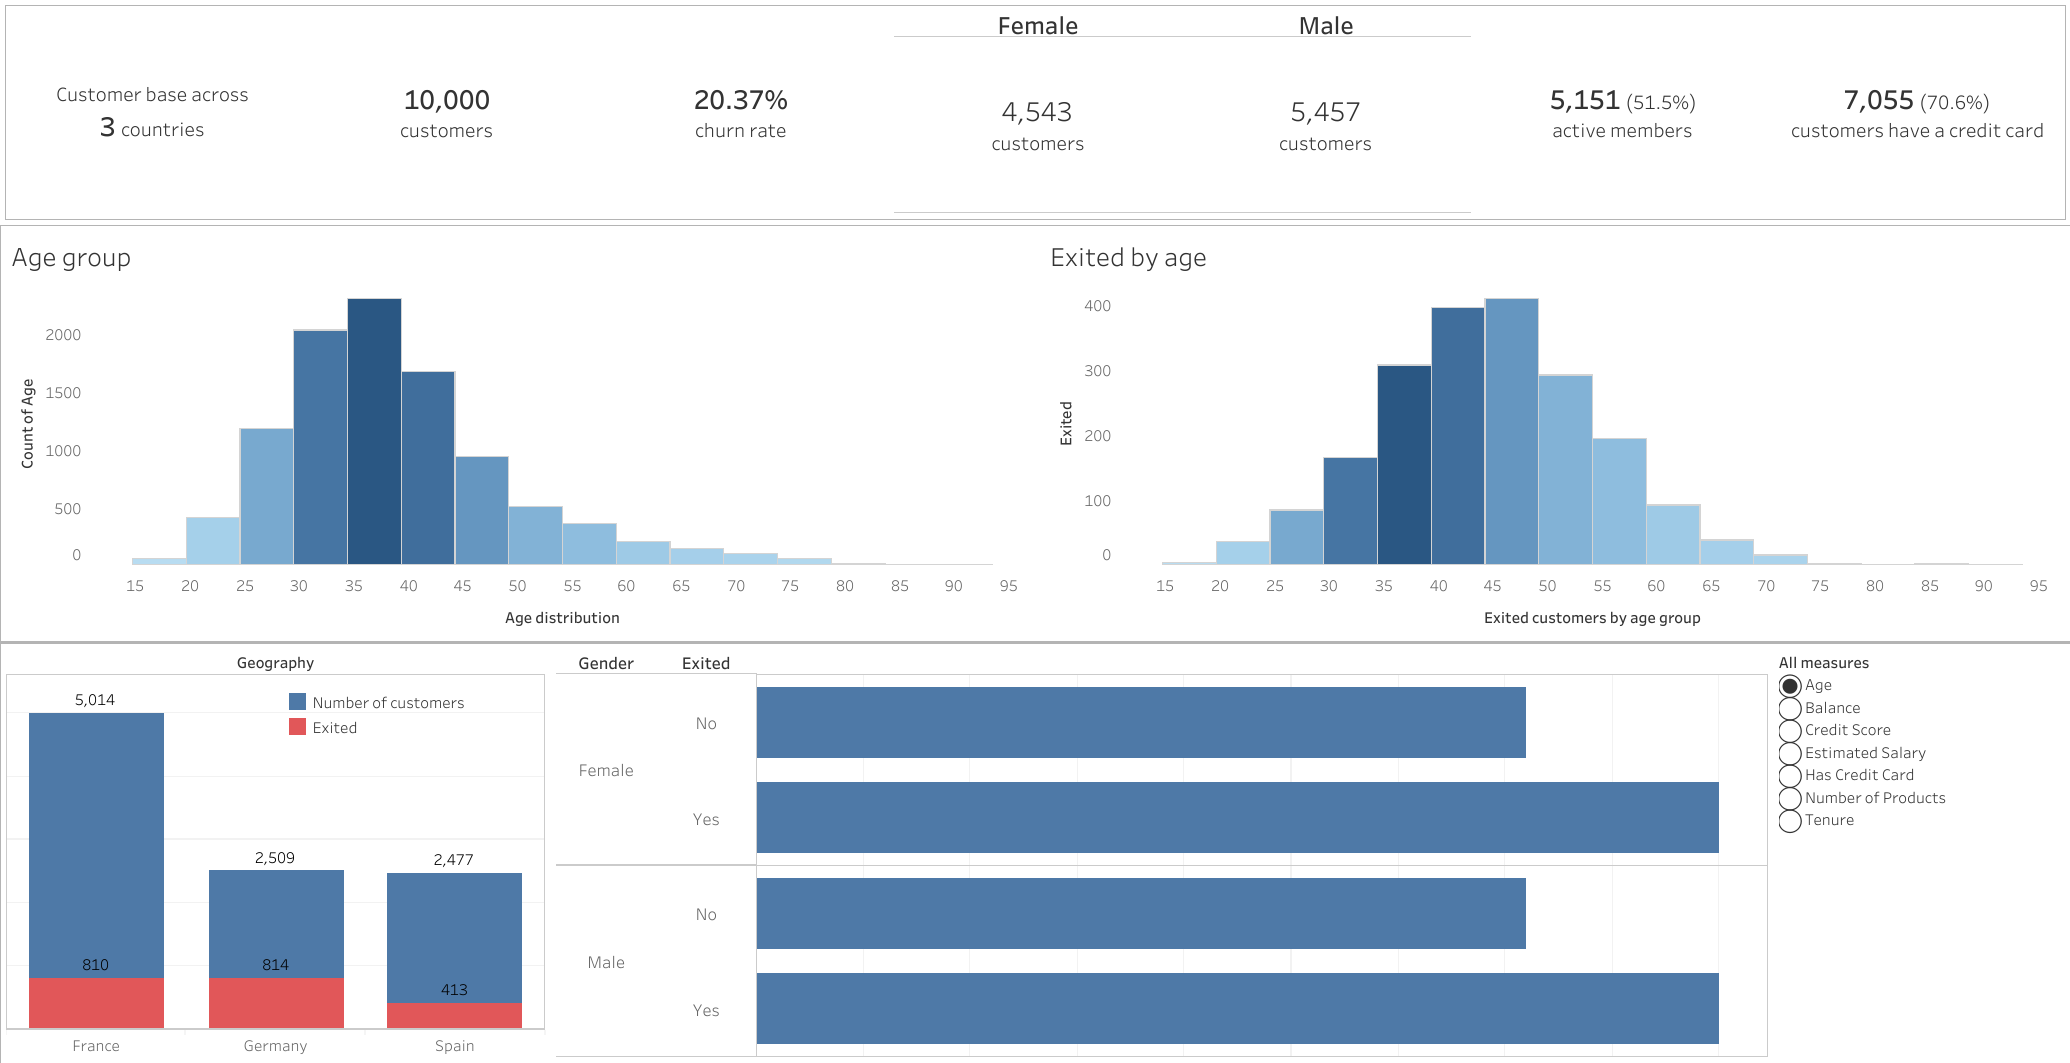 Female Male
Customer base across
3 countries
10,000
customers
20.37%
churn rate
4,543
customers
5,457
customers
5,151 (51.5%)
active members
7,055 (70.6%)
customers have a credit card
Age group
Count of Age
2000
1500
1000
500
0
15 20 25 30 35 40 45 50 55 60 65 70 75 80 85 90 95
Age distribution
Exited by age
Exited
400
300
200
100
0
15 20 25 30 35 40 45 50 55 60 65 70 75 80 85 90 95
Exited customers by age group
Geography
Number of customers
Exited
5,014
2,509
2,477
810
814
413
France Germany Spain
Gender Exited
Female
No
Yes
Male
No
Yes
All measures
Age
Balance
Credit Score
Estimated Salary
Has Credit Card
Number of Products
Tenure